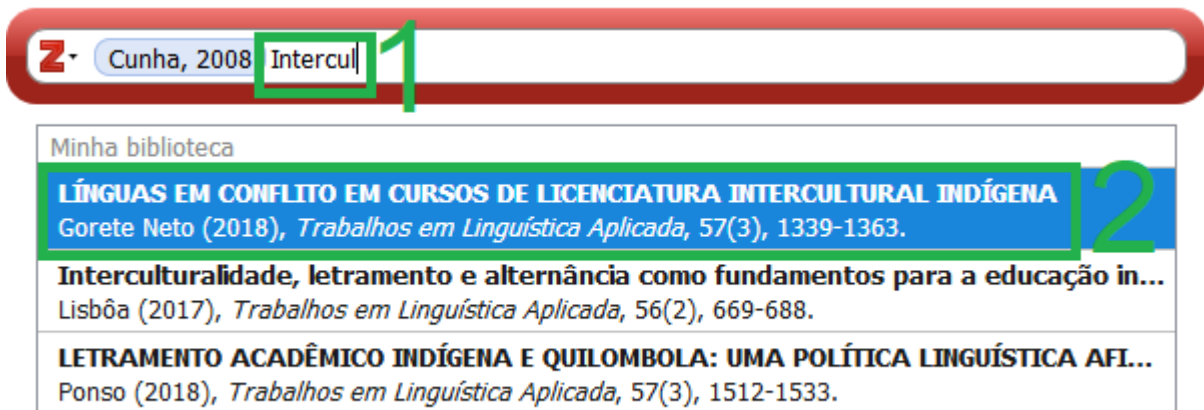 Z Cunha, 2008 Intercul 1
Minha biblioteca
LÍNGUAS EM CONFLITO EM CURSOS DE LICENCIATURA INTERCULTURAL INDÍGENA
Gorete Neto (2018), Trabalhos em Linguística Aplicada, 57(3), 1339-1363.
2
Interculturalidade, letramento e alternância como fundamentos para a educação in...
Lisbôa (2017), Trabalhos em Linguística Aplicada, 56(2), 669-688.
LETRAMENTO ACADÊMICO INDÍGENA E QUILOMBOLA: UMA POLÍTICA LINGUÍSTICA AFI...
Ponso (2018), Trabalhos em Linguística Aplicada, 57(3), 1512-1533.